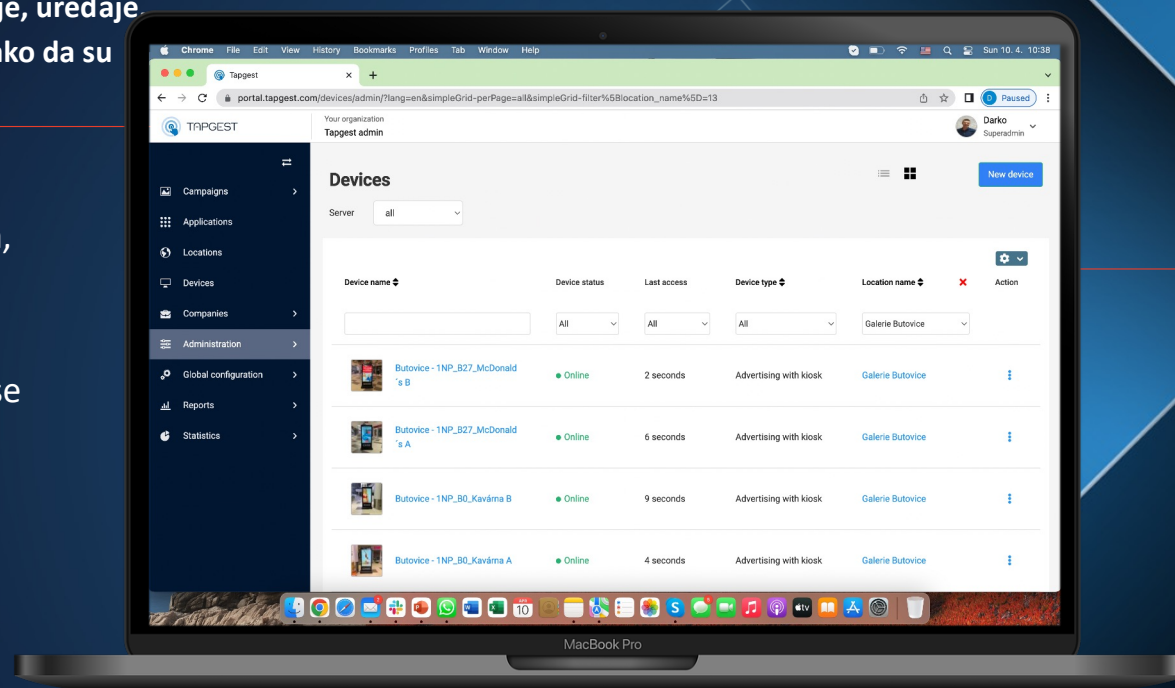 je, uređaje,
ako da su
se
Chrome File Edit View History Bookmarks Profiles Tab Window Help
Sun 10. 4. 10:38
Tapgest
portal.tapgest.com/devices/admin/?lang=en&simpleGrid-perPage=all&simpleGrid-filter%5Blocation_name%5D=13
D Paused
TAPGEST
Your organization
Tapgest admin
Darko
Superadmin
Campaigns
Applications
Locations
Devices
Companies
Administration
Global configuration
Reports
Statistics
Devices
New device
Server all
Device name Device status Last access Device type Location name Action
All All All Galerie Butovice
Butovice - 1NP_B27_McDonald
´s B
Online 2 seconds Advertising with kiosk Galerie Butovice
Butovice - 1NP_B27_McDonald
´s A
Online 6 seconds Advertising with kiosk Galerie Butovice
Butovice - 1NP_B0_Kavárna B Online 9 seconds Advertising with kiosk Galerie Butovice
Butovice - 1NP_B0_Kavárna A Online 4 seconds Advertising with kiosk Galerie Butovice
APR
10
tv
MacBook Pro